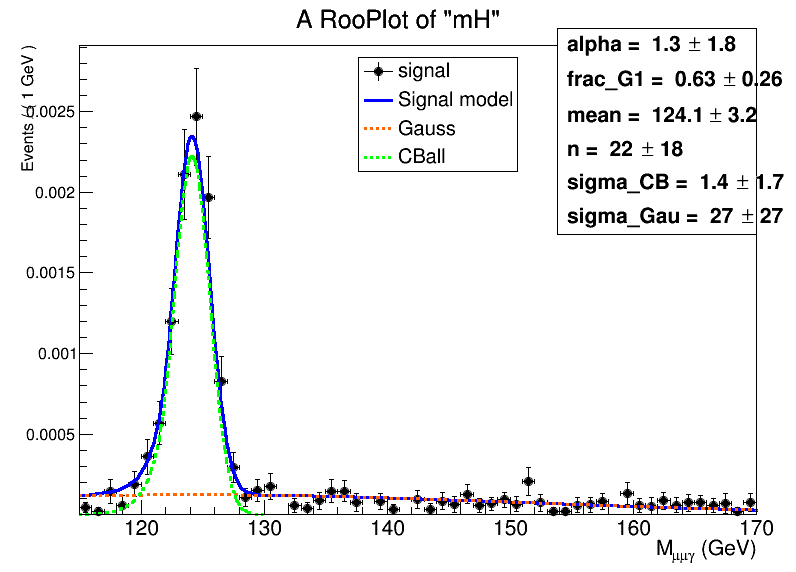 A RooPlot of "mH"
Events / ( 1 GeV )
0.0025
0.002
0.0015
0.001
0.0005
signal
Signal model
Gauss
CBall
alpha = 1.3 ± 1.8
frac_G1 = 0.63 ± 0.26
mean = 124.1 ± 3.2
n = 22 ± 18
sigma_CB = 1.4 ± 1.7
sigma_Gau = 27 ± 27
120 130 140 150 160 170
Mμμγ (GeV)